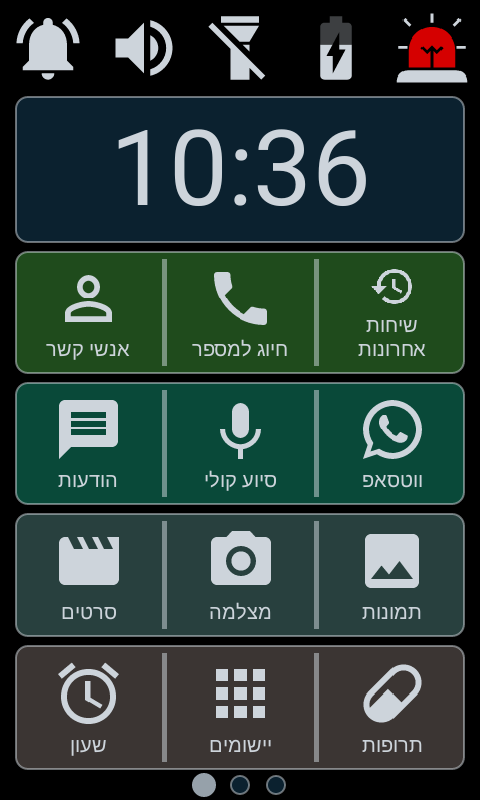 10:36
שיחות
אחרונות
חיוג למספר
אנשי קשר
ווטסאפ
סיוע קולי
הודעות
תמונות
מצלמה
סרטים
תרופות
יישומים
שעון